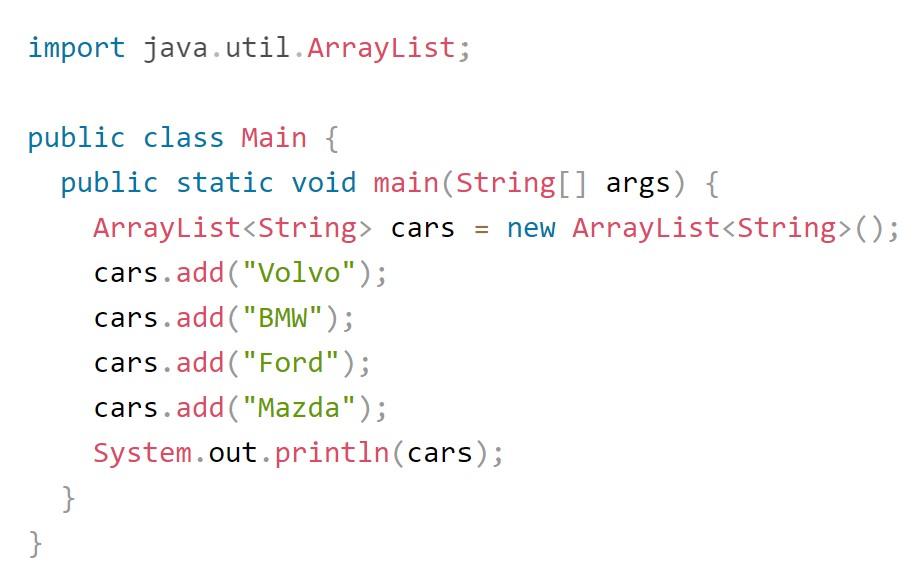 import java.util.ArrayList;
public class Main {
public static void main(String[] args) {
ArrayList<String> cars = new ArrayList<String>();
cars.add("Volvo");
cars.add("BMW");
cars.add("Ford");
cars.add("Mazda");
System.out.println(cars);
}
}